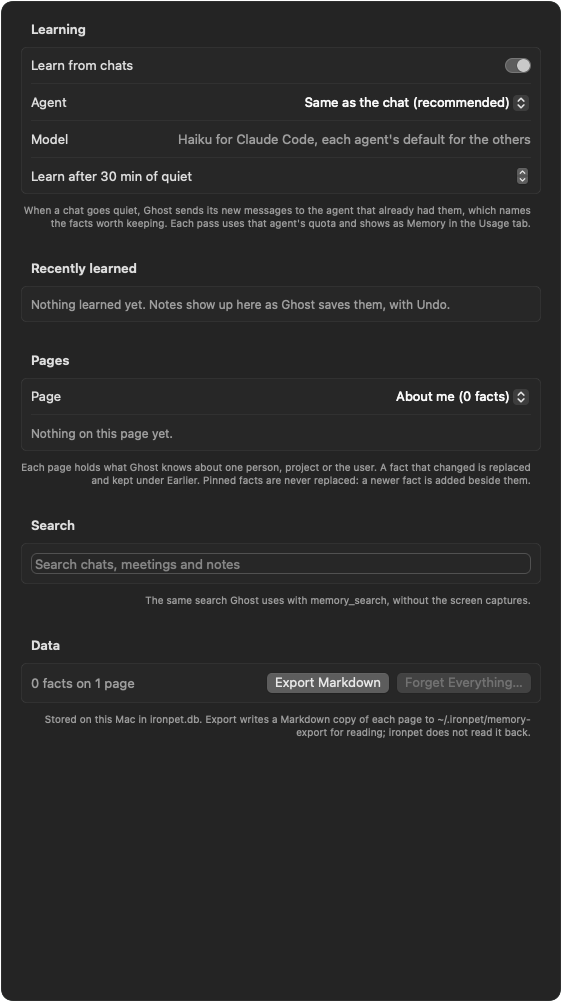 Learning
Learn from chats
Agent
Same as the chat (recommended)
Model
Haiku for Claude Code, each agent's default for the others
Learn after 30 min of quiet
When a chat goes quiet, Ghost sends its new messages to the agent that already had them, which names
the facts worth keeping. Each pass uses that agent's quota and shows as Memory in the Usage tab.
Recently learned
Nothing learned yet. Notes show up here as Ghost saves them, with Undo.
Pages
Page
About me (0 facts)
Nothing on this page yet.
Each page holds what Ghost knows about one person, project or the user. A fact that changed is replaced
and kept under Earlier. Pinned facts are never replaced: a newer fact is added beside them.
Search
Search chats, meetings and notes
The same search Ghost uses with memory_search, without the screen captures.
Data
0 facts on 1 page
Export Markdown
Forget Everything...
Stored on this Mac in ironpet.db. Export writes a Markdown copy of each page to ~/.ironpet/memory-
export for reading; ironpet does not read it back.